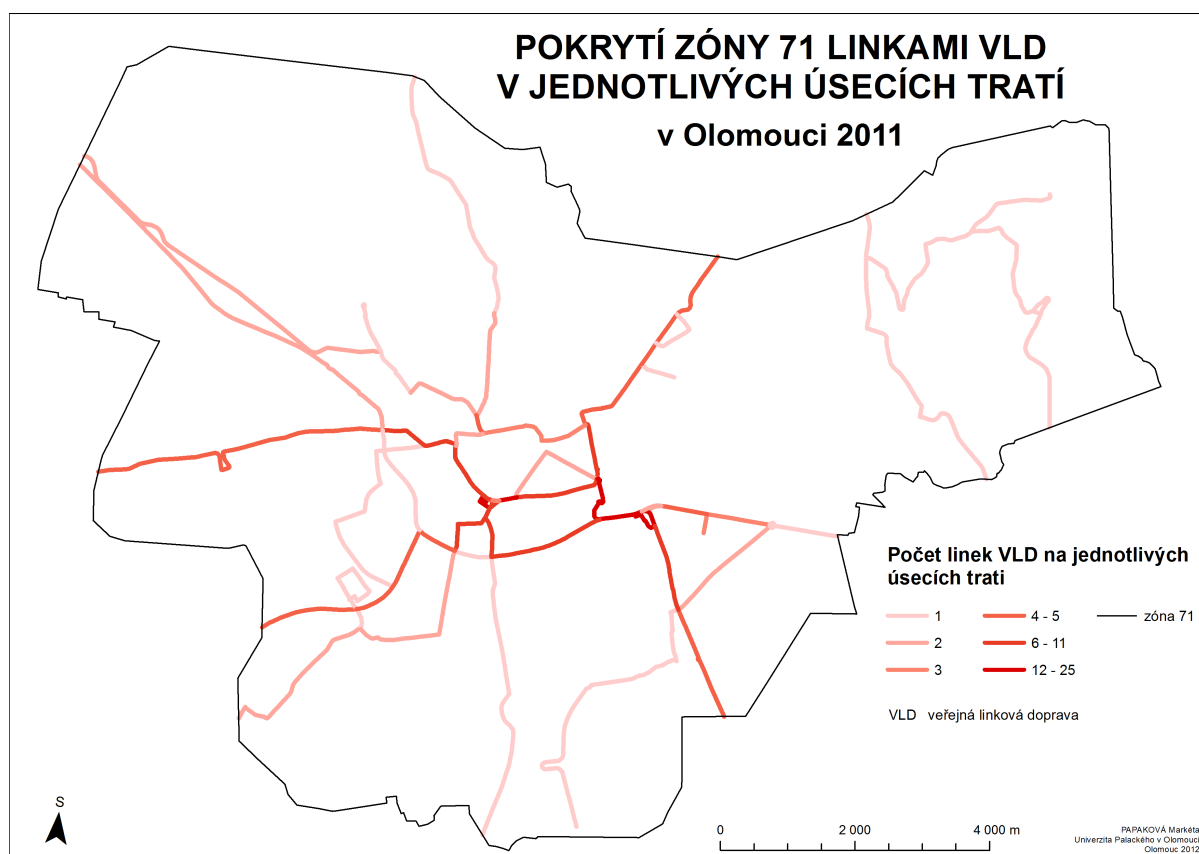 POKRYTÍ ZÓNY 71 LINKAMI VLD
V JEDNOTLIVÝCH ÚSECÍCH TRATÍ
v Olomouci 2011
Počet linek VLD na jednotlivých
úsecích trati
1
4 - 5
zóna 71
2
6 - 11
3
12 - 25
VLD veřejná linková doprava
S
0
2 000
4 000 m
PAPAKOVÁ Markéta
Univerzita Palackého v Olomouci
Olomouc 2012